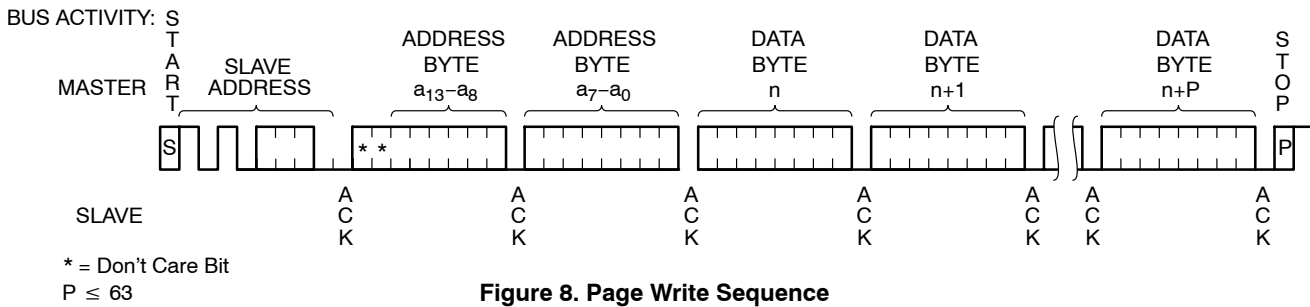 BUS ACTIVITY:
MASTER
START
SLAVE
ADDRESS
ADDRESS
BYTE
a13–a8
ADDRESS
BYTE
a7–a0
DATA
BYTE
n
DATA
BYTE
n+1
DATA
BYTE
n+P
STOP
S
* *
P
SLAVE
ACK
ACK
ACK
ACK
ACK
ACK
ACK
* = Don't Care Bit
P ≤ 63
Figure 8. Page Write Sequence